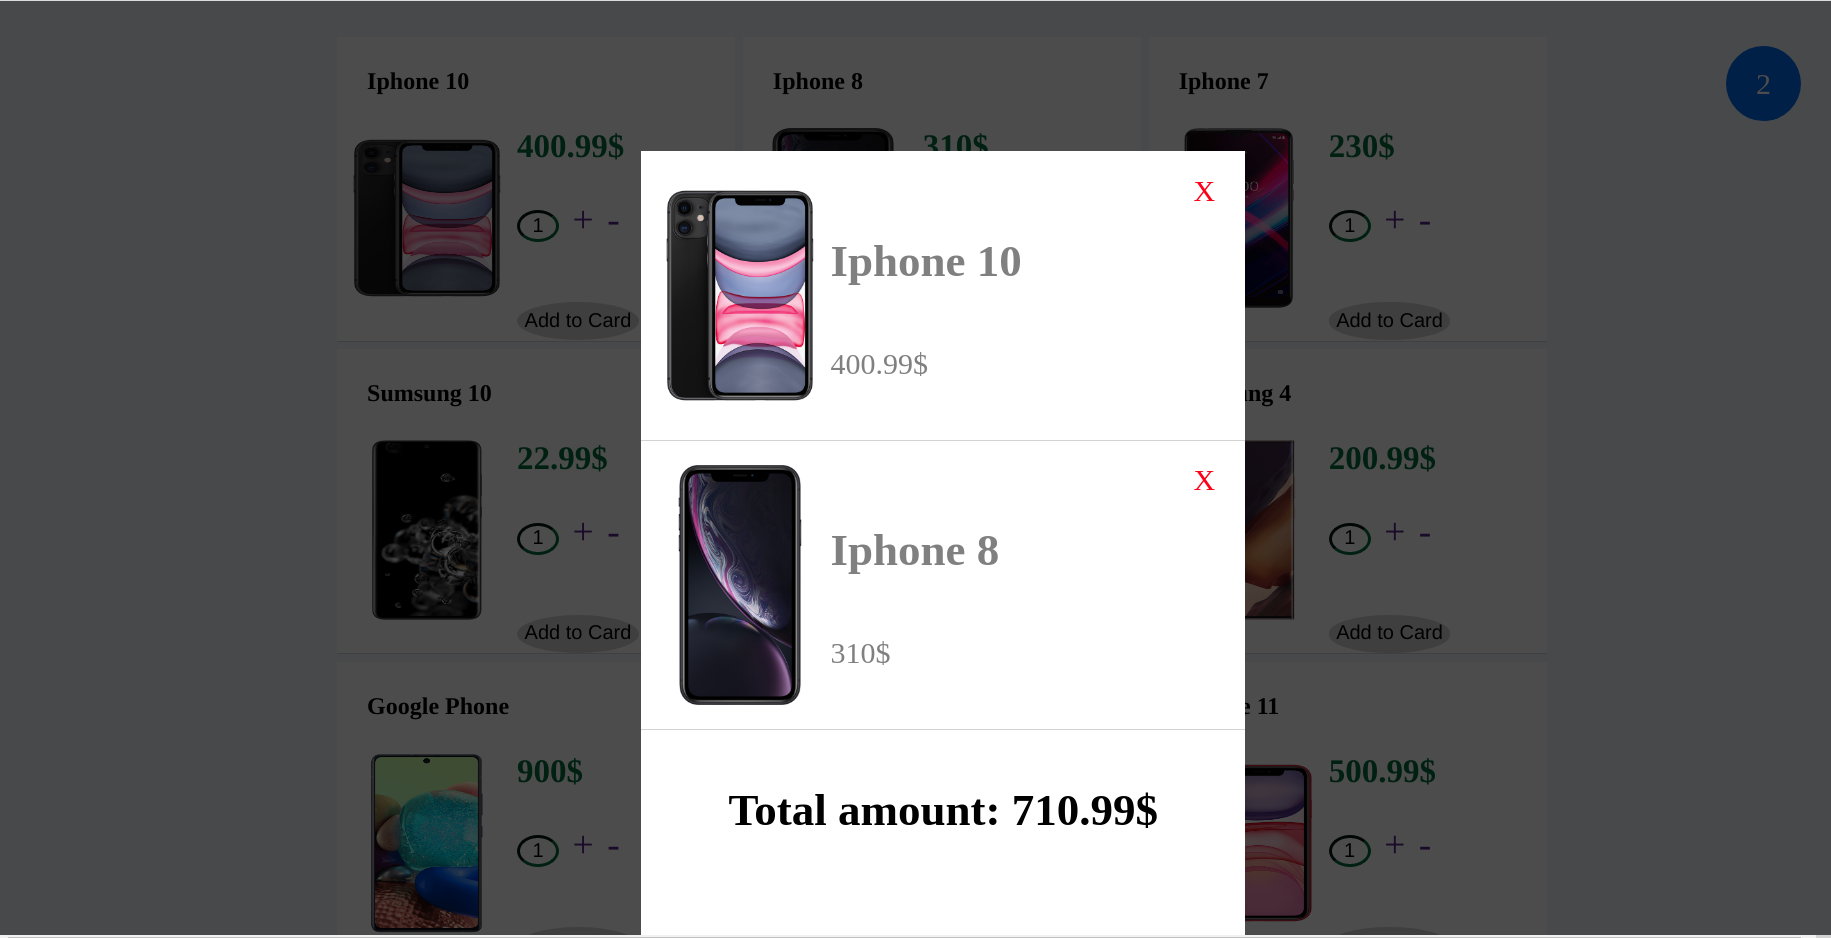 Iphone 10
Iphone 8
Iphone 7
2
400.99$
310$
230$
1 + -
1 + -
Add to Card
Add to Card
X
Iphone 10
400.99$
X
Iphone 8
310$
Total amount: 710.99$
Sumsung 10
ng 4
22.99$
200.99$
1 + -
1 + -
Add to Card
Add to Card
Google Phone
e 11
900$
500.99$
1 + -
1 + -